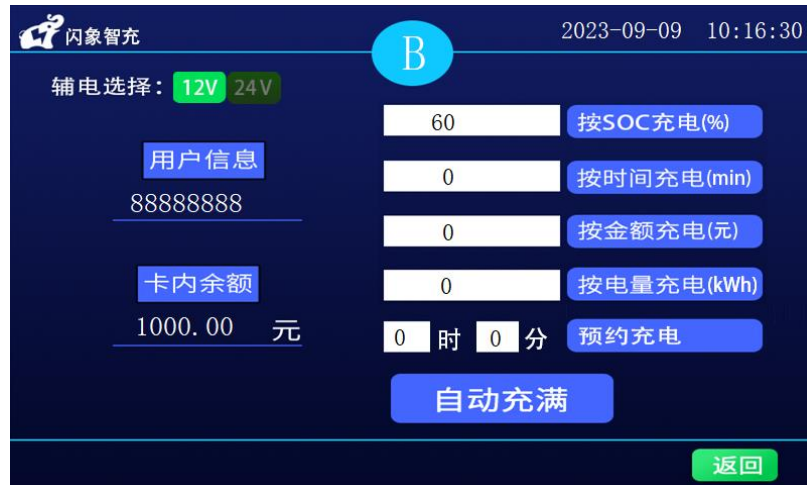 闪象智充
B
2023-09-09 10:16:30
辅电选择： 12V 24V
用户信息
88888888
卡内余额
1000.00 元
60 按SOC充电(%)
0 按时间充电(min)
0 按金额充电(元)
0 按电量充电(kWh)
0 时 0 分 预约充电
自动充满
返回